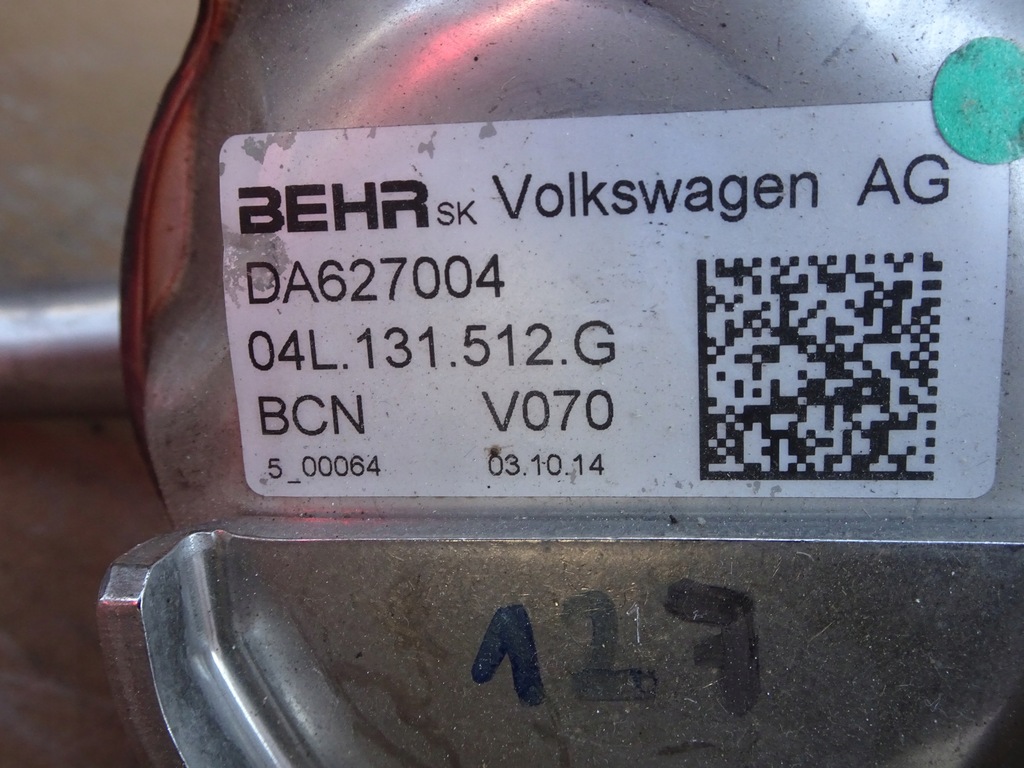 BEHR SK Volkswagen AG
DA627004
04L.131.512.G
BCN V070
5_00064 03.10.14
127